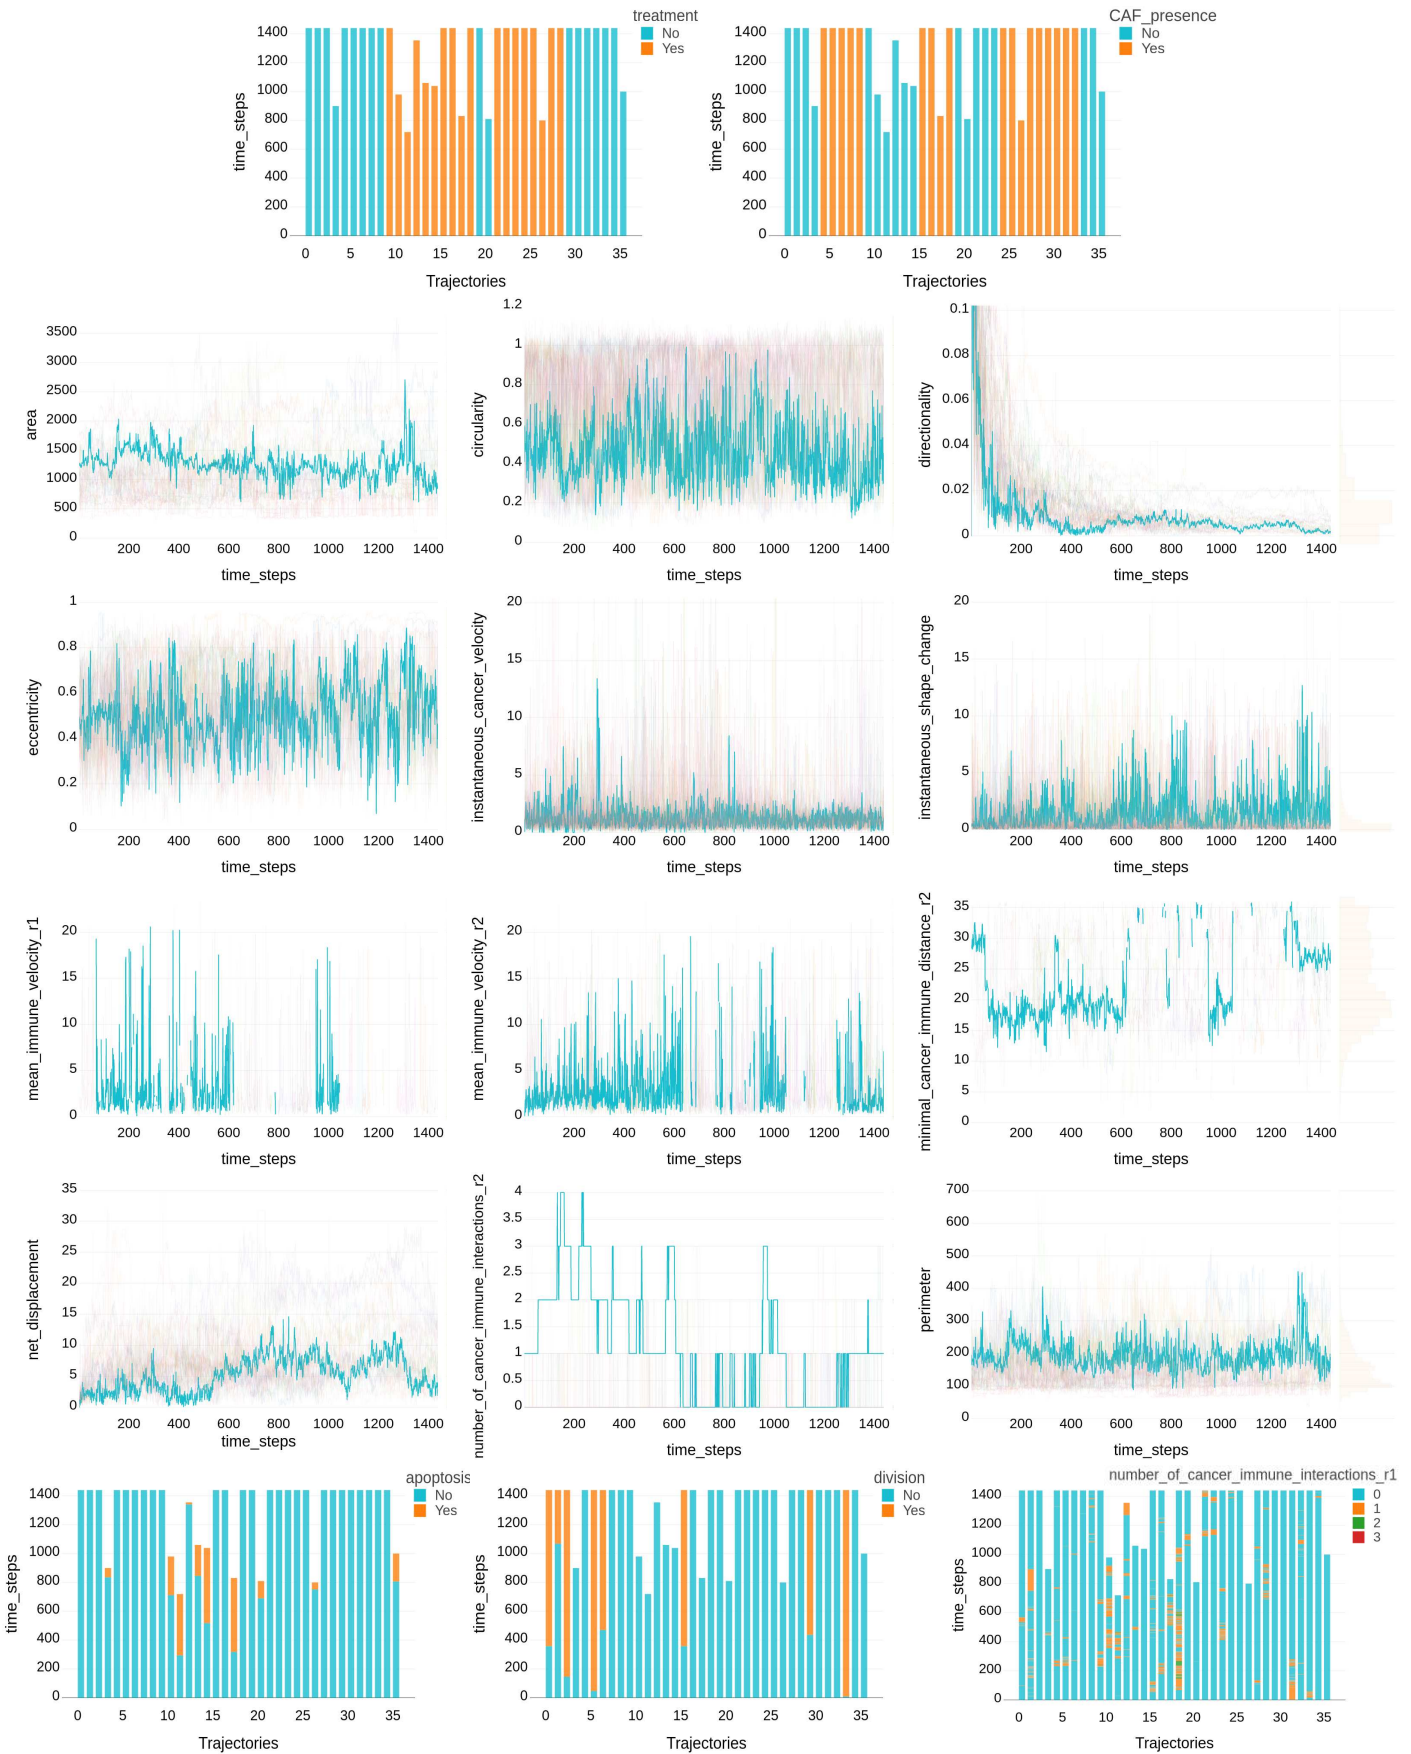 treatment
No
Yes
1400
1200
1000
800
600
400
200
0
time_steps
0 5 10 15 20 25 30 35
Trajectories
CAF_presence
No
Yes
1400
1200
1000
800
600
400
200
0
time_steps
0 5 10 15 20 25 30 35
Trajectories
3500
3000
2500
2000
1500
1000
500
0
area
200 400 600 800 1000 1200 1400
time_steps
1.2
1
0.8
0.6
0.4
0.2
0
circularity
200 400 600 800 1000 1200 1400
time_steps
0.1
0.08
0.06
0.04
0.02
0
directionality
200 400 600 800 1000 1200 1400
time_steps
1
0.8
0.6
0.4
0.2
0
eccentricity
200 400 600 800 1000 1200 1400
time_steps
20
15
10
5
0
instantaneous_cancer_velocity
200 400 600 800 1000 1200 1400
time_steps
20
15
10
5
0
instantaneous_shape_change
200 400 600 800 1000 1200 1400
time_steps
20
15
10
5
0
mean_immune_velocity_r1
200 400 600 800 1000 1200 1400
time_steps
20
15
10
5
0
mean_immune_velocity_r2
200 400 600 800 1000 1200 1400
time_steps
35
30
25
20
15
10
5
0
minimal_cancer_immune_distance_r2
200 400 600 800 1000 1200 1400
time_steps
35
30
25
20
15
10
5
0
net_displacement
200 400 600 800 1000 1200 1400
time_steps
4
3.5
3
2.5
2
1.5
1
0.5
0
number_of_cancer_immune_interactions_r2
200 400 600 800 1000 1200 1400
time_steps
700
600
500
400
300
200
100
0
perimeter
200 400 600 800 1000 1200 1400
time_steps
apoptosis
No
Yes
1400
1200
1000
800
600
400
200
0
time_steps
0 5 10 15 20 25 30 35
Trajectories
division
No
Yes
1400
1200
1000
800
600
400
200
0
time_steps
0 5 10 15 20 25 30 35
Trajectories
number_of_cancer_immune_interactions_r1
0
1
2
3
1400
1200
1000
800
600
400
200
0
time_steps
0 5 10 15 20 25 30 35
Trajectories